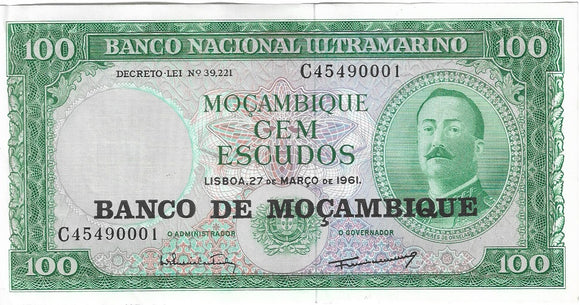 100 BANCO NACIONAL ULTRAMARINO 100
DECRETO-LEI Nº 39,221 C45490001
MOÇAMBIQUE
CEM
ESCUDOS
LISBOA, 27 DE MARÇO DE 1961.
BANCO DE MOÇAMBIQUE
C45490001 O ADMINISTRADOR O GOVERNADOR
100 100